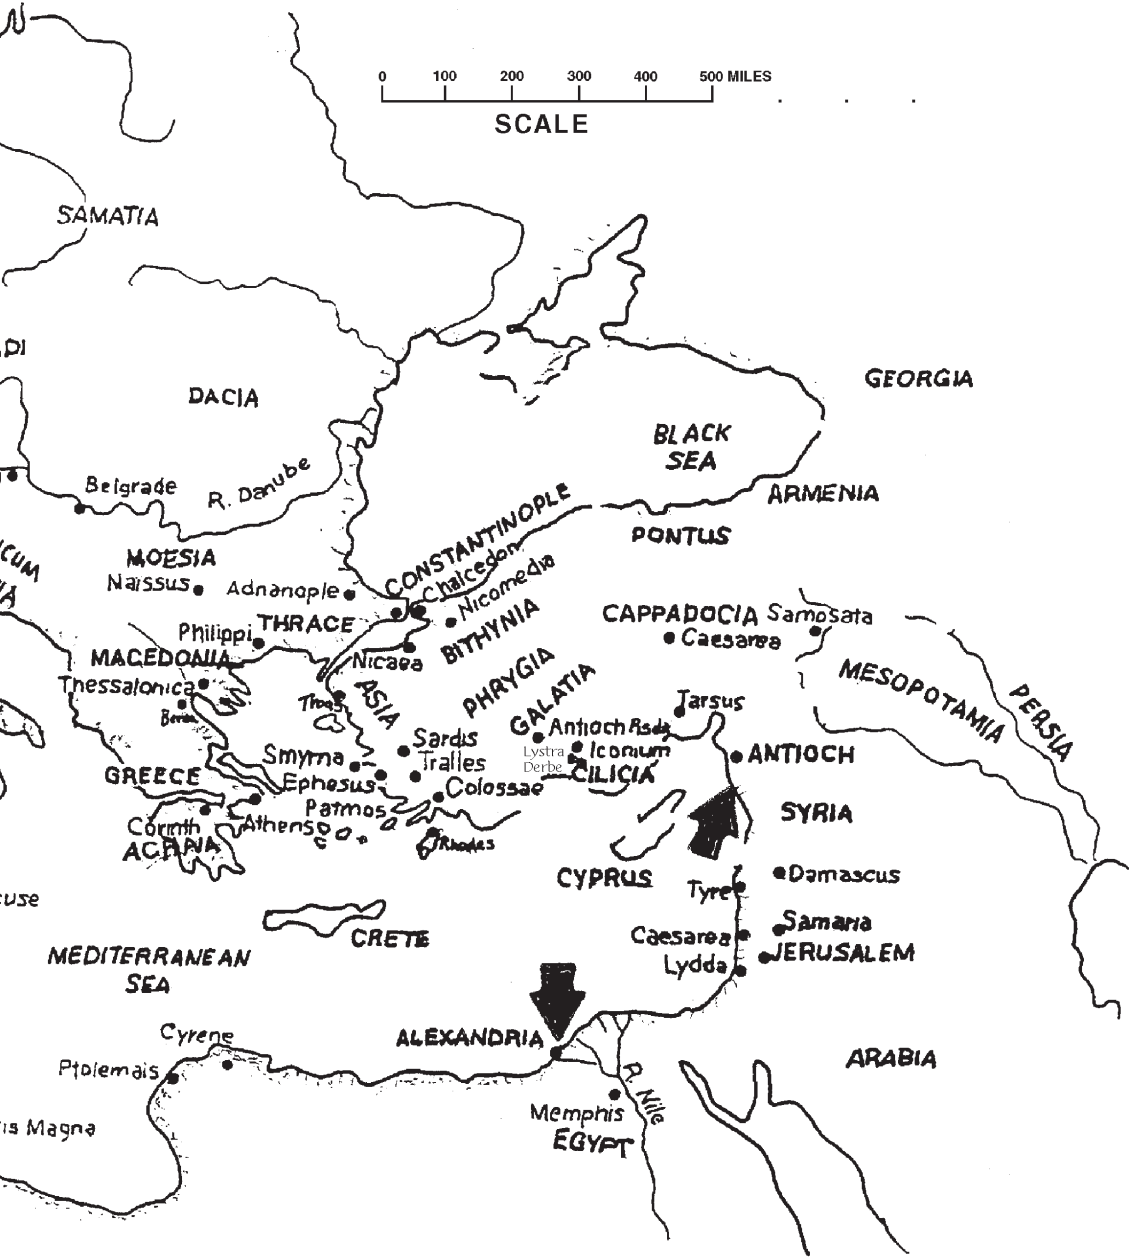 0 100 200 300 400 500 MILES
SCALE
SAMATIA
DACIA
GEORGIA
BLACK
SEA
Belgrade
R. Danube
ARMENIA
CONSTANTINOPLE
PONTUS
MOESIA
Chalcedon
Naissus
Adnanople
Nicomedia
CAPPADOCIA
Samosata
THRACE
BITHYNIA
Philippi
Caesarea
MACEDONIA
Nicaea
PHRYGIA
MESOPOTAMIA
PERSIA
Thessalonica
ASIA
GALATIA
Tarsus
Antioch
Sardis
Iconium
ANTIOCH
Lystra
Derbe
Smyrna
Tralles
CILICIA
GREECE
Ephesus
Colossae
Patmos
SYRIA
Corinth
Athens
Rhodes
CYPRUS
Tyre
Damascus
CRETE
Caesarea
Samaria
JERUSALEM
Lydda
MEDITERRANEAN
SEA
Cyrene
ALEXANDRIA
ARABIA
Ptolemais
R. Nile
Memphis
is Magna
EGYPT